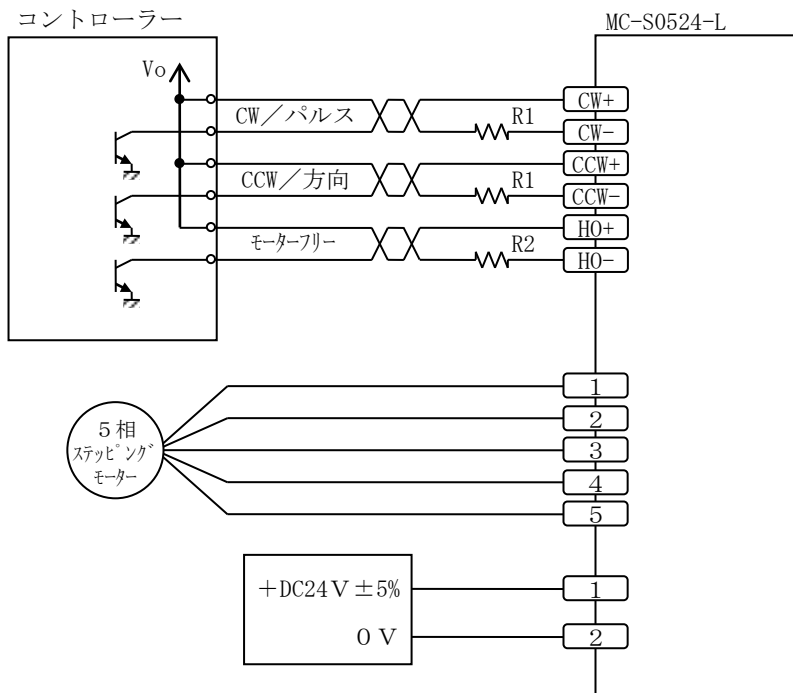 コントローラー
MC-S0524-L
Vo
CW+
CW／パルス
R1
CW-
CCW+
CCW／方向
R1
CCW-
HO+
モーターフリー
R2
HO-
1
2
５相
ステッピング
モーター
3
4
5
＋DC24Ｖ±5%
1
０Ｖ
2